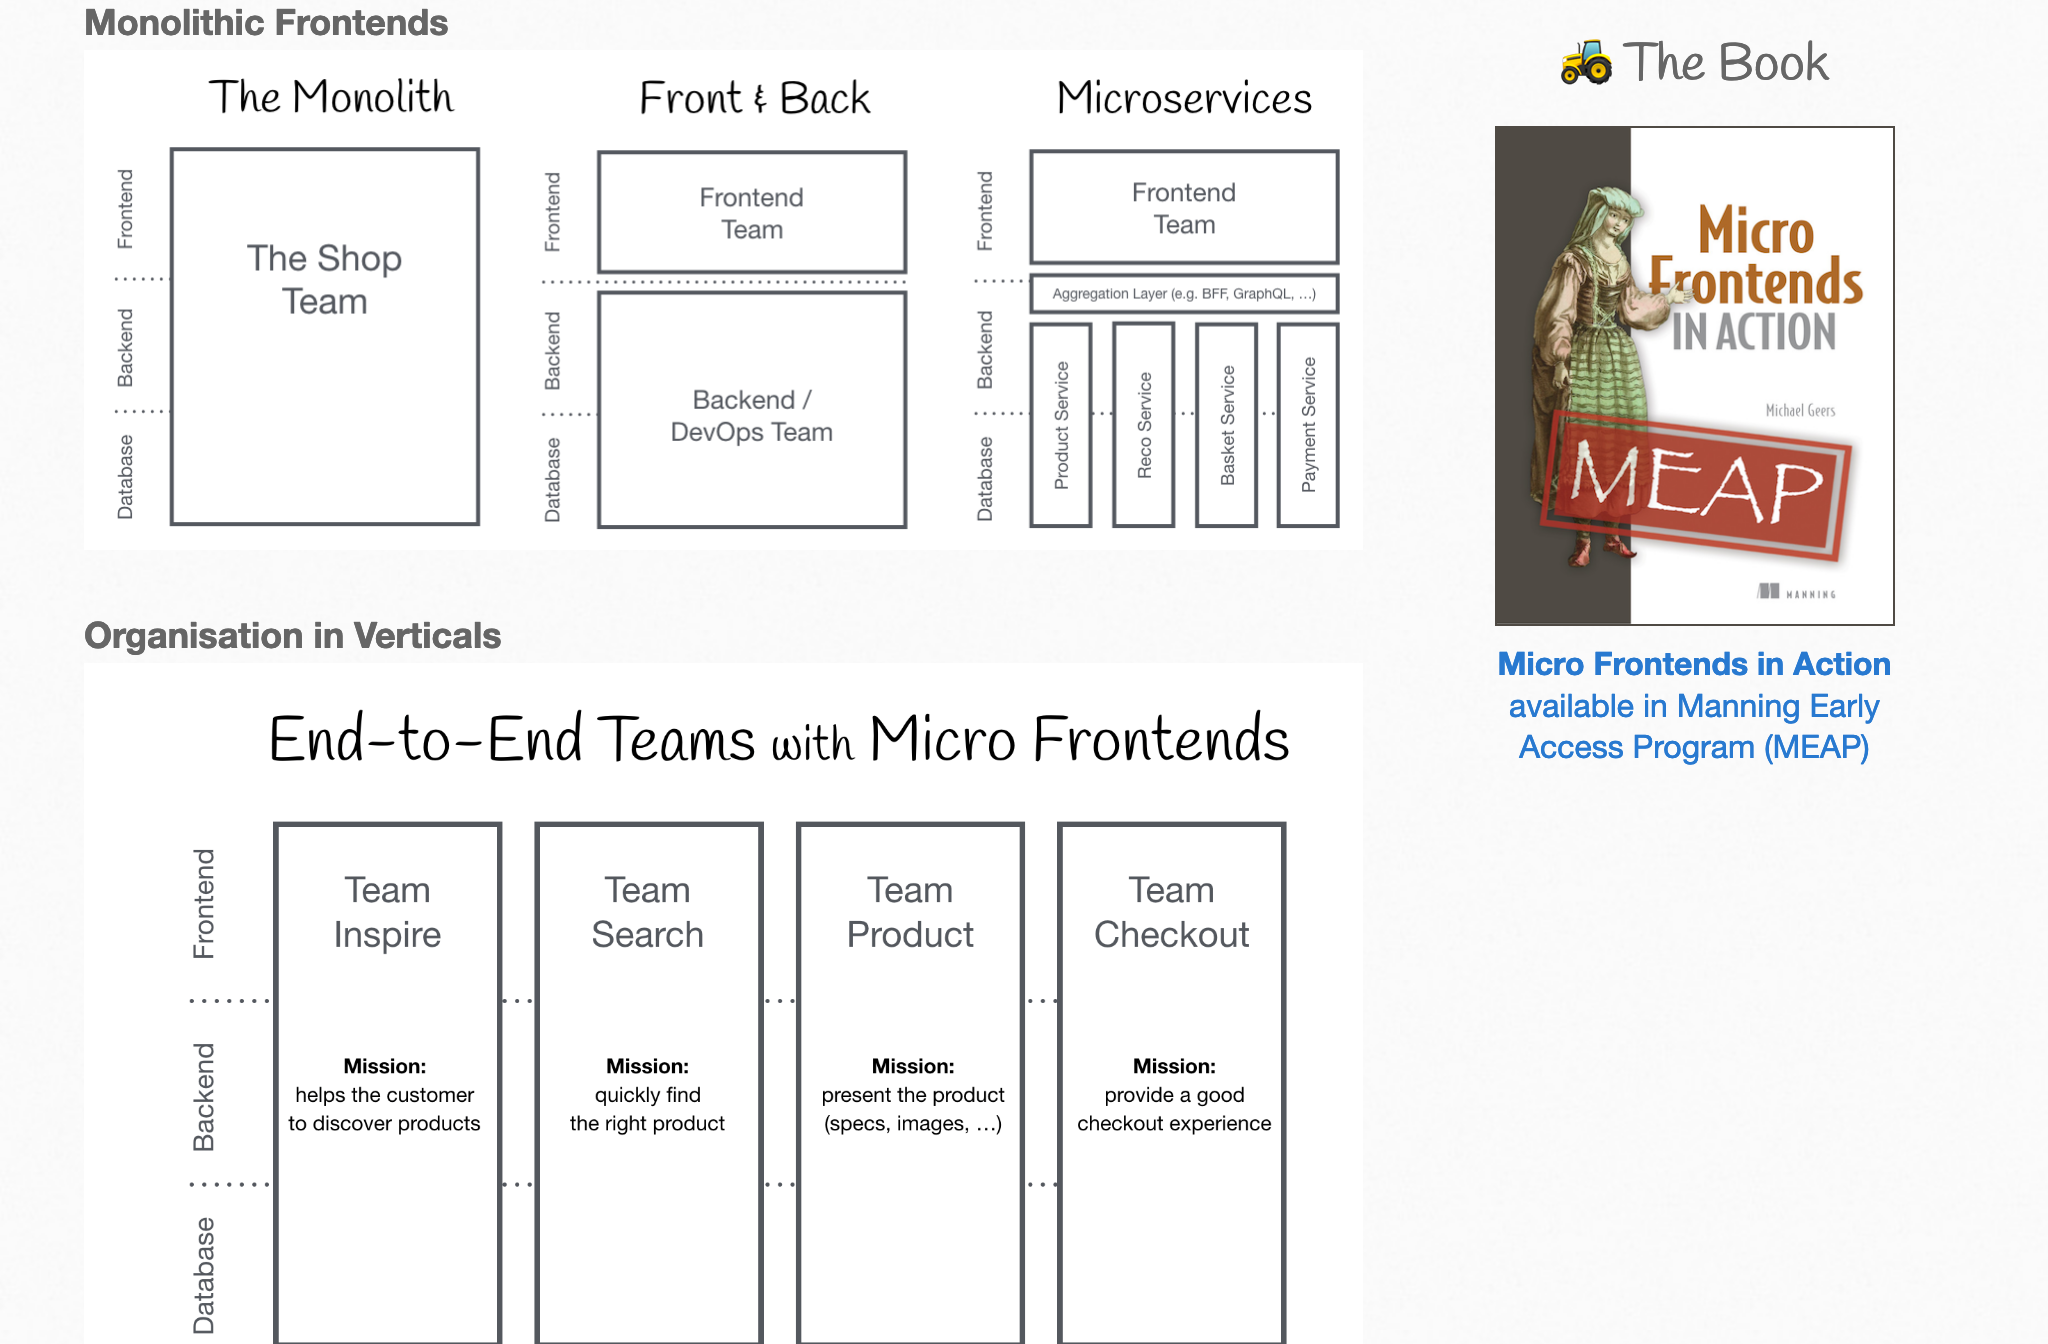 Monolithic Frontends
The Monolith
Frontend
Backend
Database
The Shop
Team
Front & Back
Frontend
Backend
Database
Frontend
Team
Backend /
DevOps Team
Microservices
Frontend
Backend
Database
Frontend
Team
Aggregation Layer (e.g. BFF, GraphQL, ...)
Product Service
Reco Service
Basket Service
Payment Service
Organisation in Verticals
End-to-End Teams with Micro Frontends
Frontend
Backend
Database
Team
Inspire
Mission:
helps the customer
to discover products
Team
Search
Mission:
quickly find
the right product
Team
Product
Mission:
present the product
(specs, images, ...)
Team
Checkout
Mission:
provide a good
checkout experience
The Book
Micro
Frontends
IN ACTION
Michael Geers
MEAP
MANNING
Micro Frontends in Action
available in Manning Early
Access Program (MEAP)